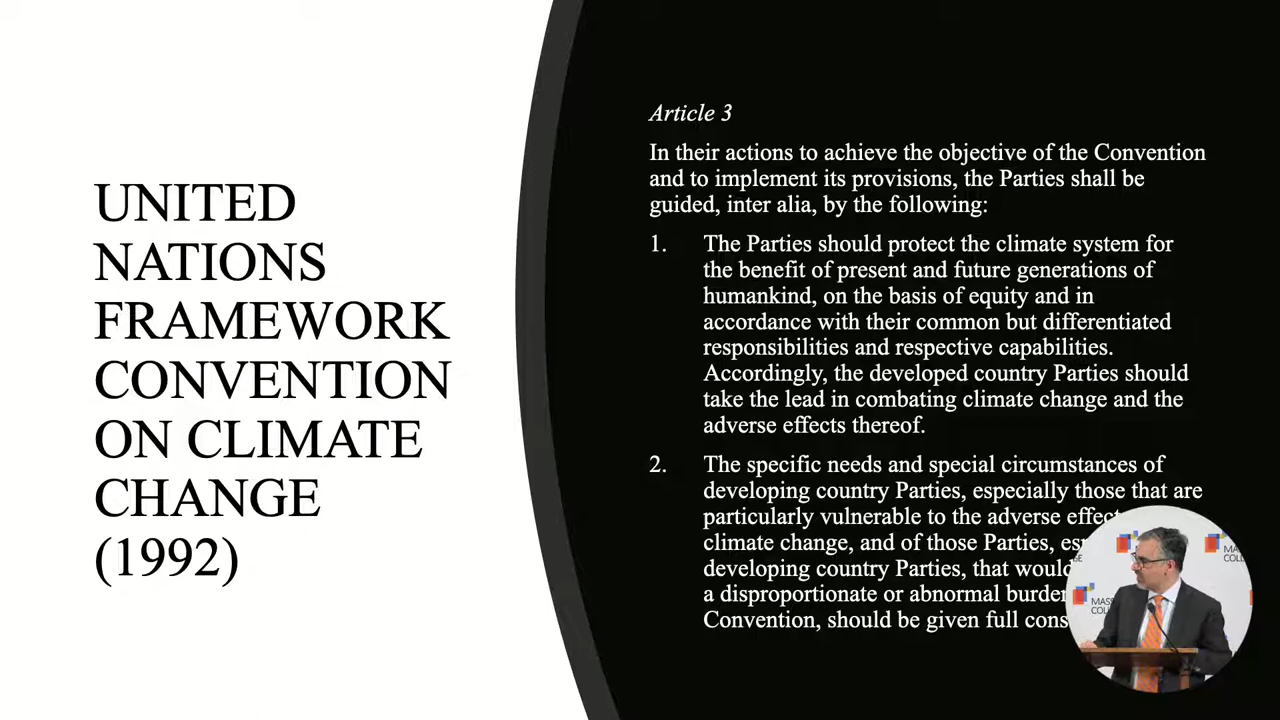 UNITED
NATIONS
FRAMEWORK
CONVENTION
ON CLIMATE
CHANGE
(1992)
Article 3
In their actions to achieve the objective of the Convention
and to implement its provisions, the Parties shall be
guided, inter alia, by the following:
1. The Parties should protect the climate system for
the benefit of present and future generations of
humankind, on the basis of equity and in
accordance with their common but differentiated
responsibilities and respective capabilities.
Accordingly, the developed country Parties should
take the lead in combating climate change and the
adverse effects thereof.
2. The specific needs and special circumstances of
developing country Parties, especially those that are
particularly vulnerable to the adverse
climate change, and of those Parties,
developing country Parties, that would
a disproportionate or abnormal
Convention, should be given full